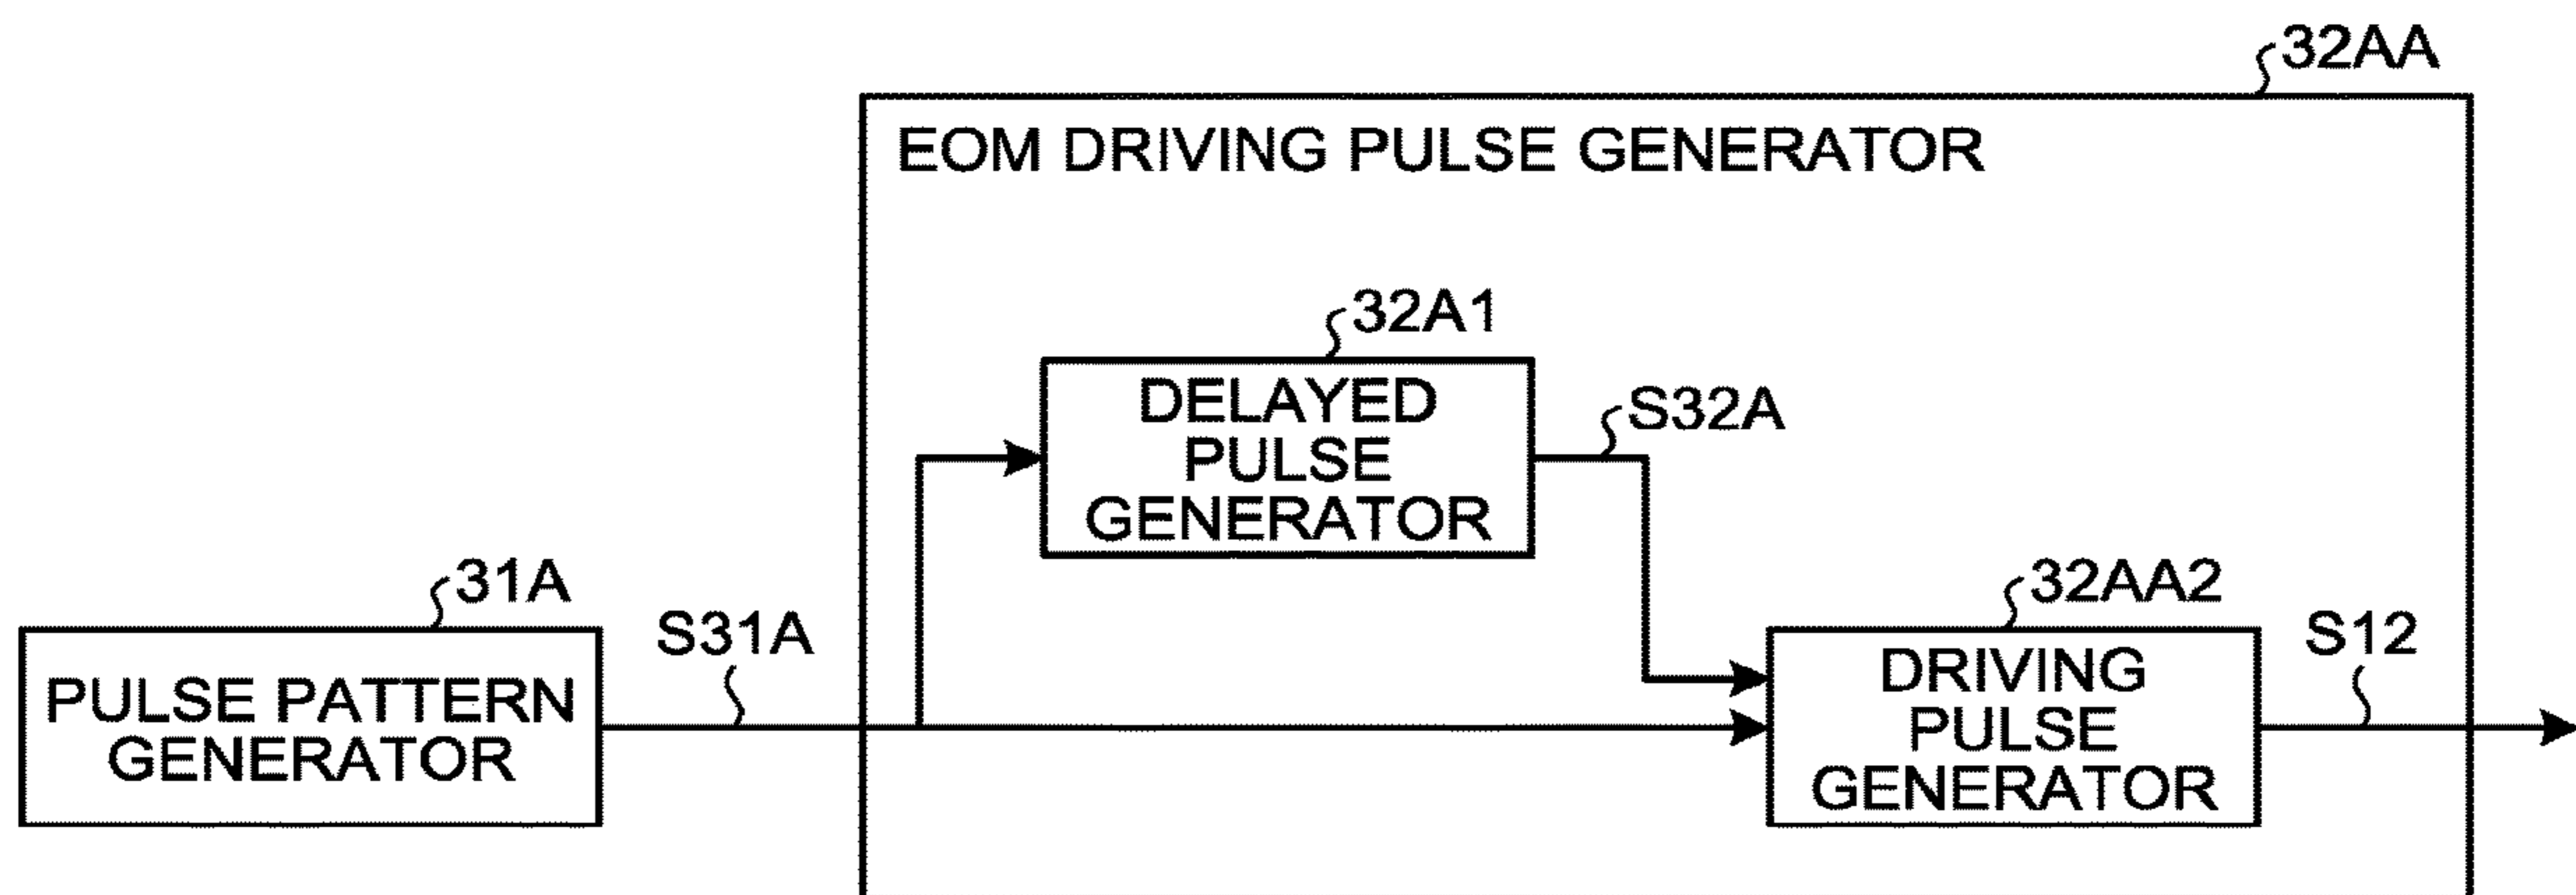 32AA
EOM DRIVING PULSE GENERATOR
32A1
DELAYED
PULSE
GENERATOR
S32A
31A
PULSE PATTERN
GENERATOR
S31A
32AA2
DRIVING
PULSE
GENERATOR
S12